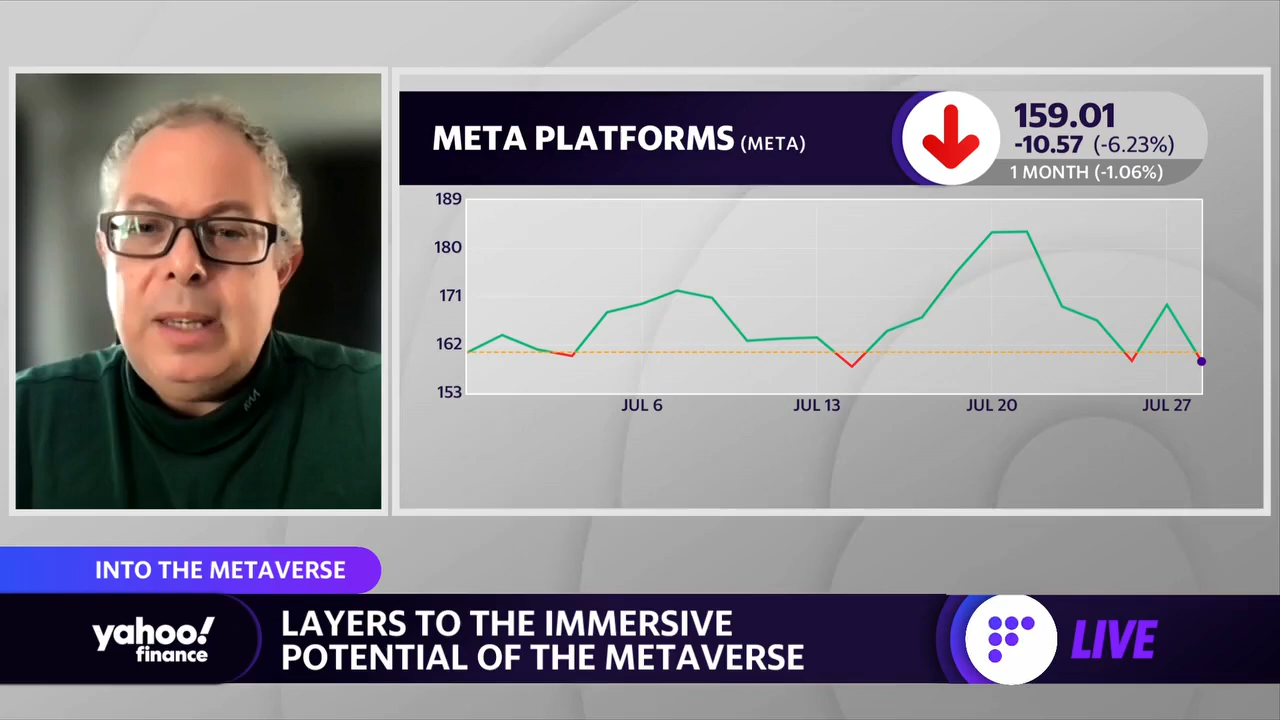 META PLATFORMS (META)
159.01
-10.57 (-6.23%)
1 MONTH (-1.06%)
189
180
171
162
153
JUL 6
JUL 13
JUL 20
JUL 27
INTO THE METAVERSE
yahoo!
finance
LAYERS TO THE IMMERSIVE
POTENTIAL OF THE METAVERSE
LIVE